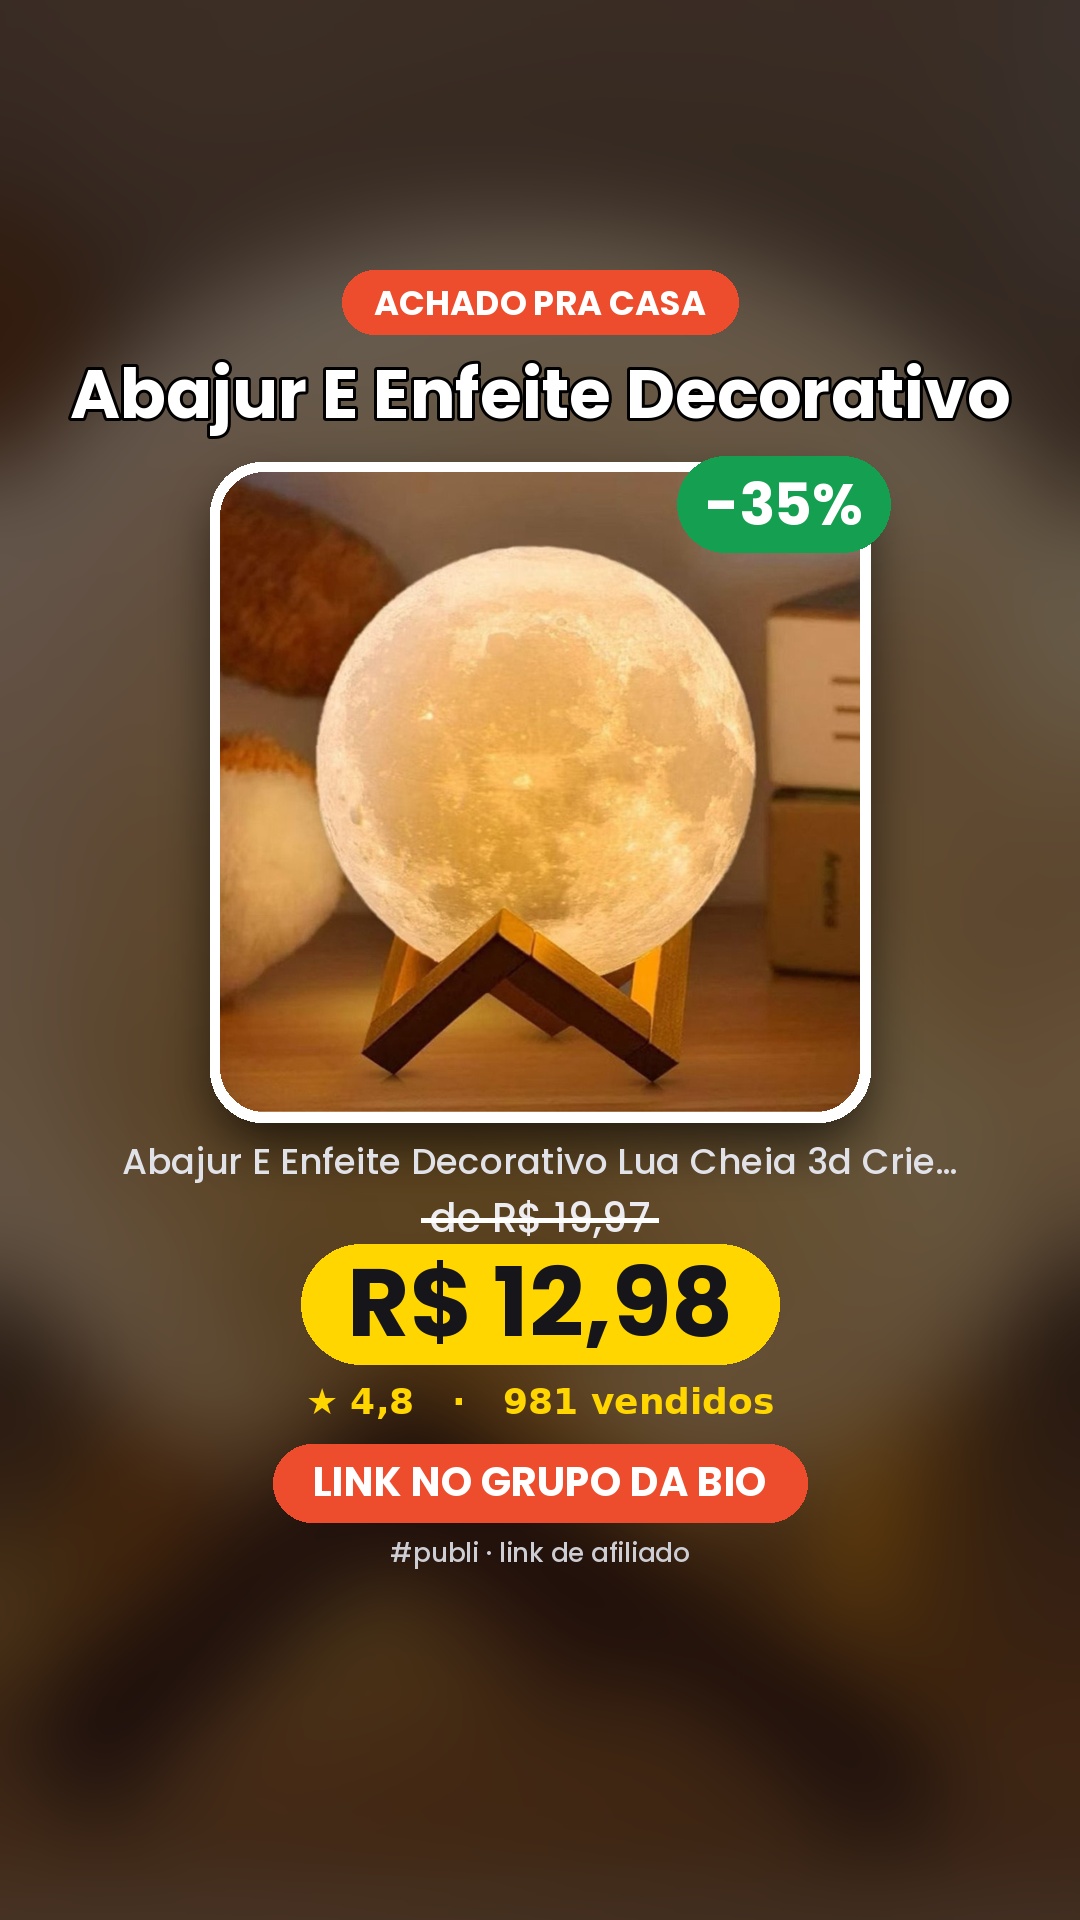 ACHADO PRA CASA
Abajur E Enfeite Decorativo
-35%
America
Abajur E Enfeite Decorativo Lua Cheia 3d Crie...
de R$ 19,97
R$ 12,98
★ 4,8 · 981 vendidos
LINK NO GRUPO DA BIO
#publi · link de afiliado